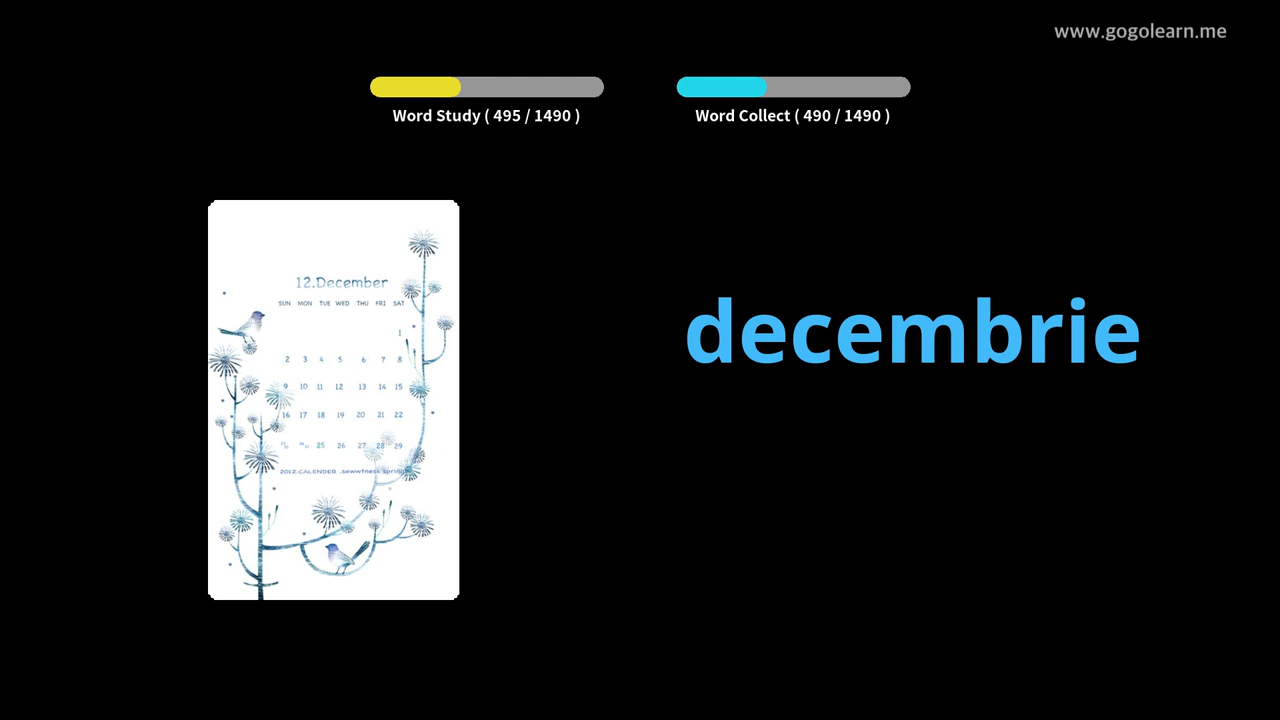 www.gogolearn.me
Word Study ( 495 / 1490 )
Word Collect ( 490 / 1490 )
12.December
SUN MON TUE WED THU FRI SAT
1
2 3 4 5 6 7 8
9 10 11 12 13 14 15
16 17 18 19 20 21 22
25 26 27 28 29
2012.CALENDER
decembrie